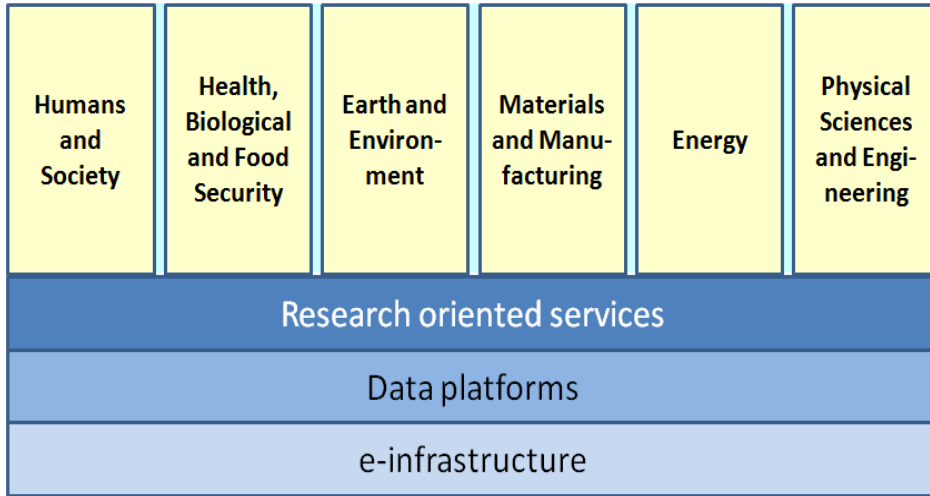 Humans
and
Society
Health,
Biological
and Food
Security
Earth and
Environ-
ment
Materials
and Manu-
facturing
Energy
Physical
Sciences
and Engi-
neering
Research oriented services
Data platforms
e-infrastructure